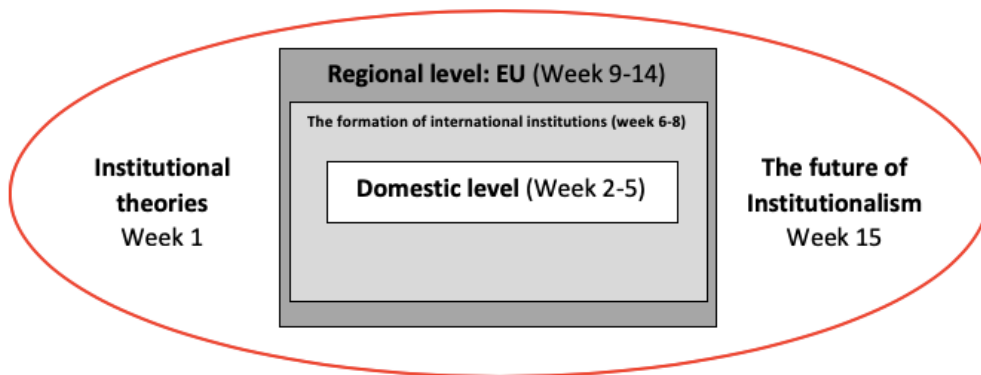 Regional level: EU (Week 9-14)
The formation of international institutions (week 6-8)
Institutional
theories
Week 1
Domestic level (Week 2-5)
The future of
Institutionalism
Week 15